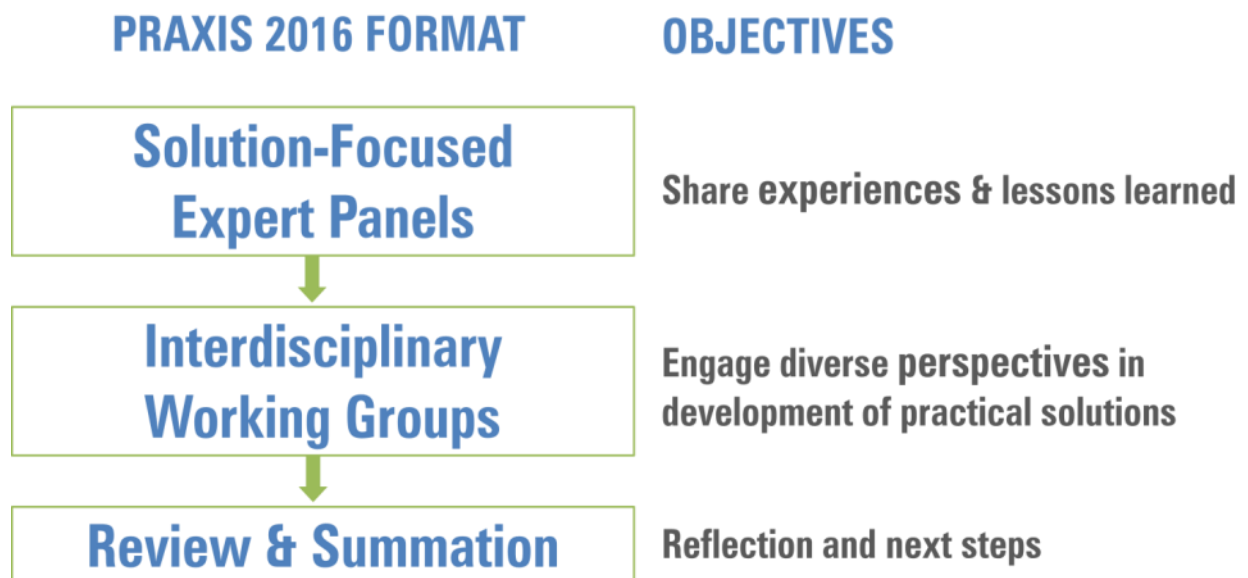 PRAXIS 2016 FORMAT
OBJECTIVES
Solution-Focused
Expert Panels
Share experiences & lessons learned
Interdisciplinary
Working Groups
Engage diverse perspectives in
development of practical solutions
Review & Summation
Reflection and next steps